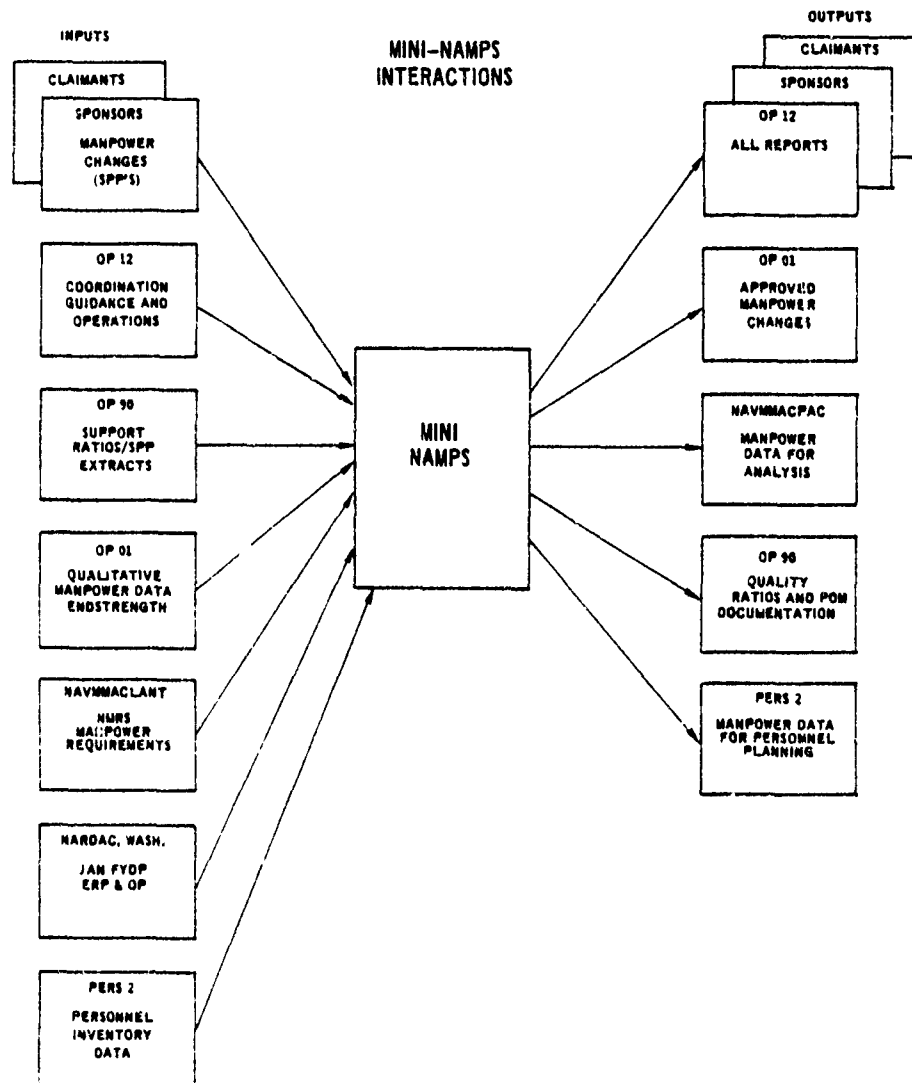 INPUTS
CLAIMANTS
SPONSORS
MANPOWER
CHANGES
(SPP'S)
OP 12
COORDINATION
GUIDANCE AND
OPERATIONS
OP 90
SUPPORT
RATIOS/SPP
EXTRACTS
OP 01
QUALITATIVE
MANPOWER DATA
ENDSTRENGTH
NAVMMACLANT
NMRS
MANPOWER
REQUIREMENTS
NARDAC, WASH.
JAN FYDP
ERP & OP
PERS 2
PERSONNEL
INVENTORY
DATA
MINI-NAMPS
INTERACTIONS
MINI
NAMPS
OUTPUTS
CLAIMANTS
SPONSORS
OP 12
ALL REPORTS
OP 01
APPROVED
MANPOWER
CHANGES
NAVMMACPAC
MANPOWER
DATA FOR
ANALYSIS
OP 90
QUALITY
RATIOS AND POM
DOCUMENTATION
PERS 2
MANPOWER DATA
FOR PERSONNEL
PLANNING